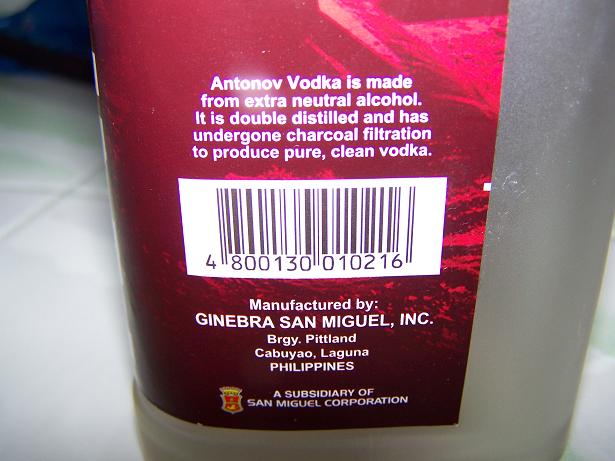 Antonov Vodka is made
from extra neutral alcohol.
It is double distilled and has
undergone charcoal filtration
to produce pure, clean vodka.
4 800130 010216
Manufactured by:
GINEBRA SAN MIGUEL, INC.
Brgy. Pittland
Cabuyao, Laguna
PHILIPPINES
A SUBSIDIARY OF
SAN MIGUEL CORPORATION